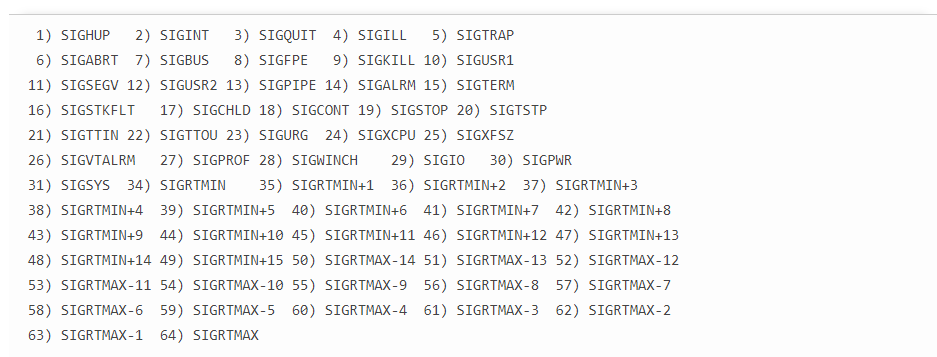 1) SIGHUP 2) SIGINT 3) SIGQUIT 4) SIGILL 5) SIGTRAP
6) SIGABRT 7) SIGBUS 8) SIGFPE 9) SIGKILL 10) SIGUSR1
11) SIGSEGV 12) SIGUSR2 13) SIGPIPE 14) SIGALRM 15) SIGTERM
16) SIGSTKFLT 17) SIGCHLD 18) SIGCONT 19) SIGSTOP 20) SIGTSTP
21) SIGTTIN 22) SIGTTOU 23) SIGURG 24) SIGXCPU 25) SIGXFSZ
26) SIGVTALRM 27) SIGPROF 28) SIGWINCH 29) SIGIO 30) SIGPWR
31) SIGSYS 34) SIGRTMIN 35) SIGRTMIN+1 36) SIGRTMIN+2 37) SIGRTMIN+3
38) SIGRTMIN+4 39) SIGRTMIN+5 40) SIGRTMIN+6 41) SIGRTMIN+7 42) SIGRTMIN+8
43) SIGRTMIN+9 44) SIGRTMIN+10 45) SIGRTMIN+11 46) SIGRTMIN+12 47) SIGRTMIN+13
48) SIGRTMIN+14 49) SIGRTMIN+15 50) SIGRTMAX-14 51) SIGRTMAX-13 52) SIGRTMAX-12
53) SIGRTMAX-11 54) SIGRTMAX-10 55) SIGRTMAX-9 56) SIGRTMAX-8 57) SIGRTMAX-7
58) SIGRTMAX-6 59) SIGRTMAX-5 60) SIGRTMAX-4 61) SIGRTMAX-3 62) SIGRTMAX-2
63) SIGRTMAX-1 64) SIGRTMAX